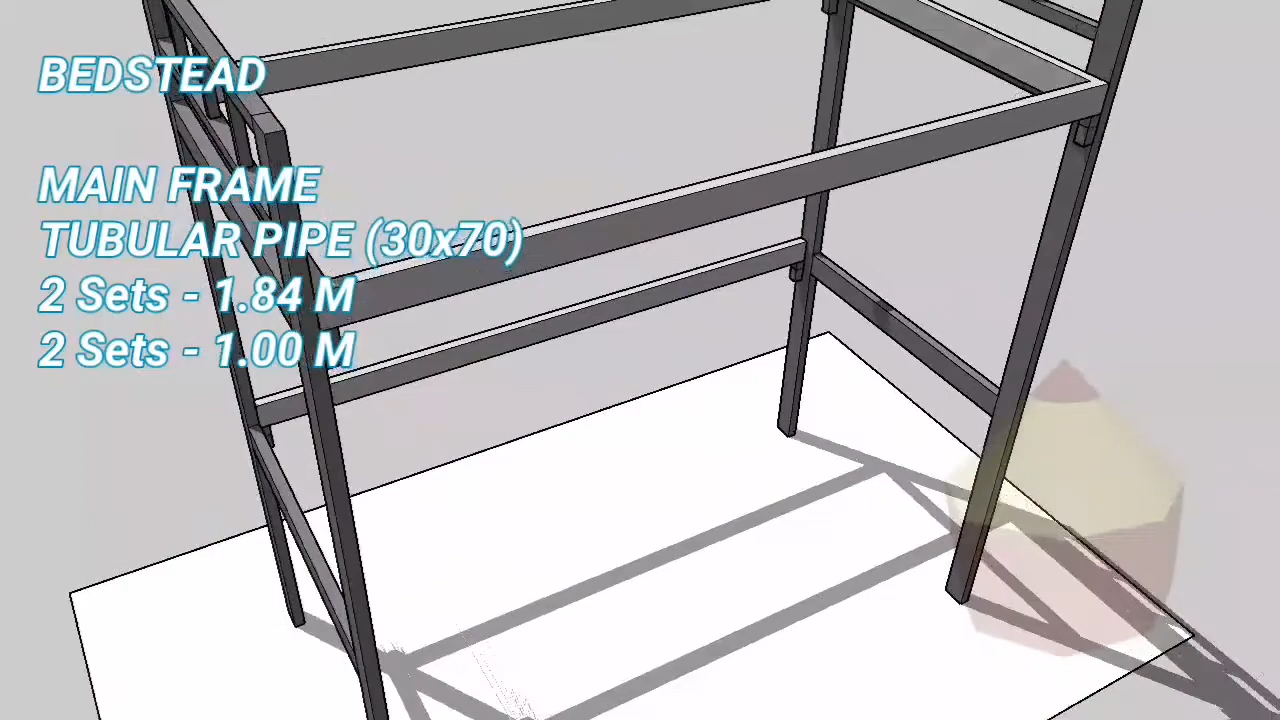 BEDSTEAD
MAIN FRAME
TUBULAR PIPE (30x70)
2 Sets - 1.84 M
2 Sets - 1.00 M